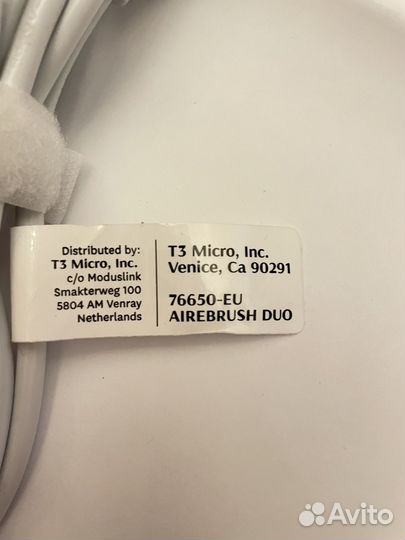 Distributed by:
T3 Micro, Inc.
c/o Moduslink
Smakterweg 100
5804 AM Venray
Netherlands
T3 Micro, Inc.
Venice, Ca 90291
76650-EU
AIREBRUSH DUO
Avito